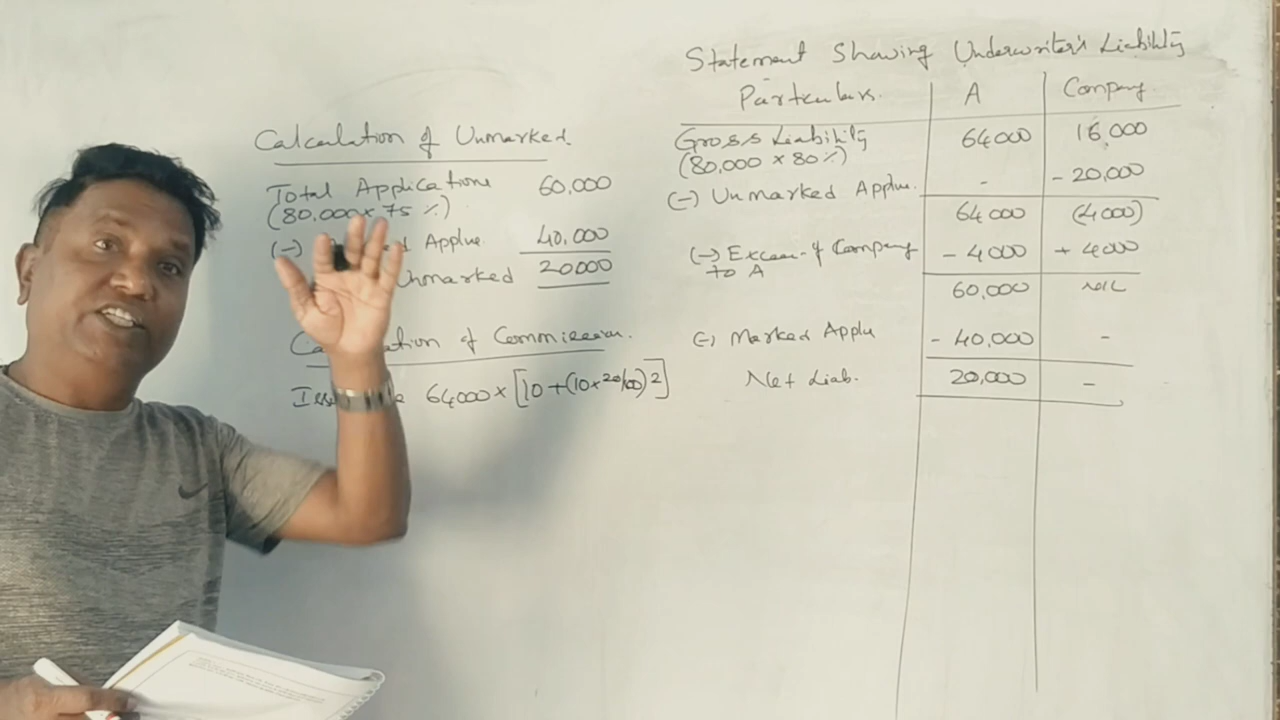 Calculation of Unmarked.
Total Applications 60,000
(80,000 x 75 %)
(-) Applns. 40,000
Unmarked 20000
Calculation of Commission.
64000 x [10 + (10 x 20/100) 2]
Statement Showing Underwriter's Liability
Particulars. A Company
Gross Liability 64000 16,000
(80,000 x 80%)
(-) Unmarked Applns. - - 20,000
64000 (4000)
(-) Excess of Company - 4000 + 4000
to A
60,000 NIL
(-) Marked Applns - 40,000 -
Net Liab. 20,000 -